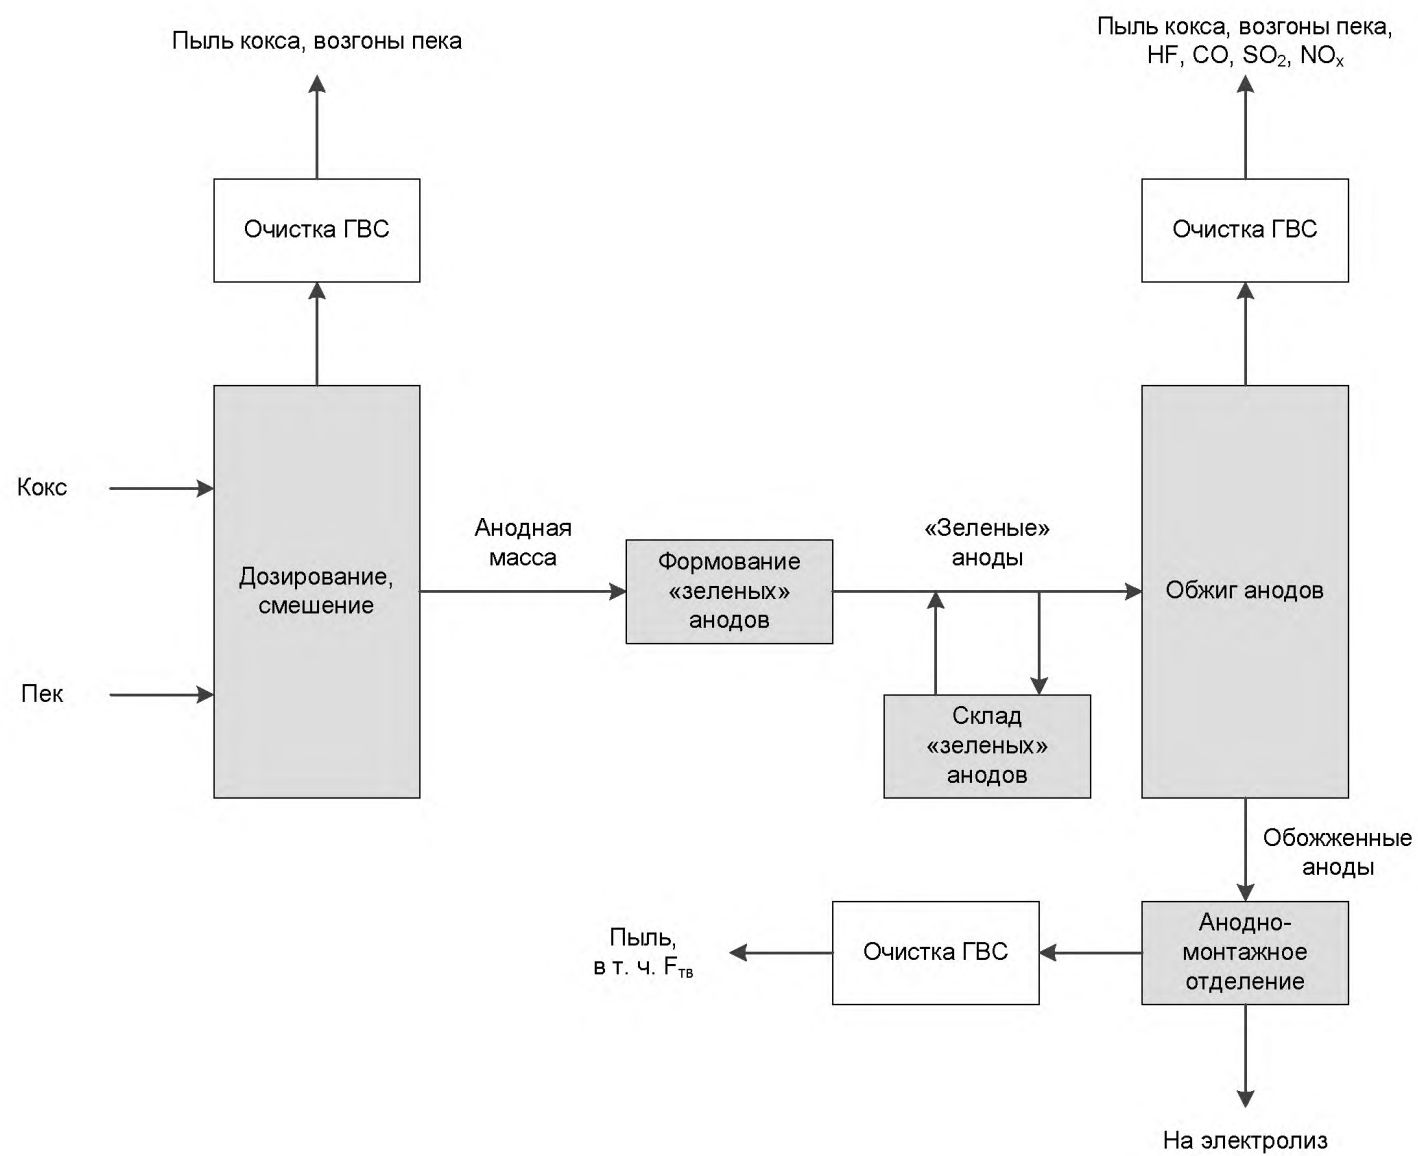 Пыль кокса, возгоны пека
Пыль кокса, возгоны пека,
HF, CO, SO₂, NOₓ
Очистка ГВС
Очистка ГВС
Кокс
Пек
Дозирование,
смешение
Анодная
масса
Формование
«зеленых»
анодов
«Зеленые»
аноды
Склад
«зеленых»
анодов
Обжиг анодов
Обожженные
аноды
Анодно-
монтажное
отделение
Очистка ГВС
Пыль,
в т. ч. Fтв
На электролиз